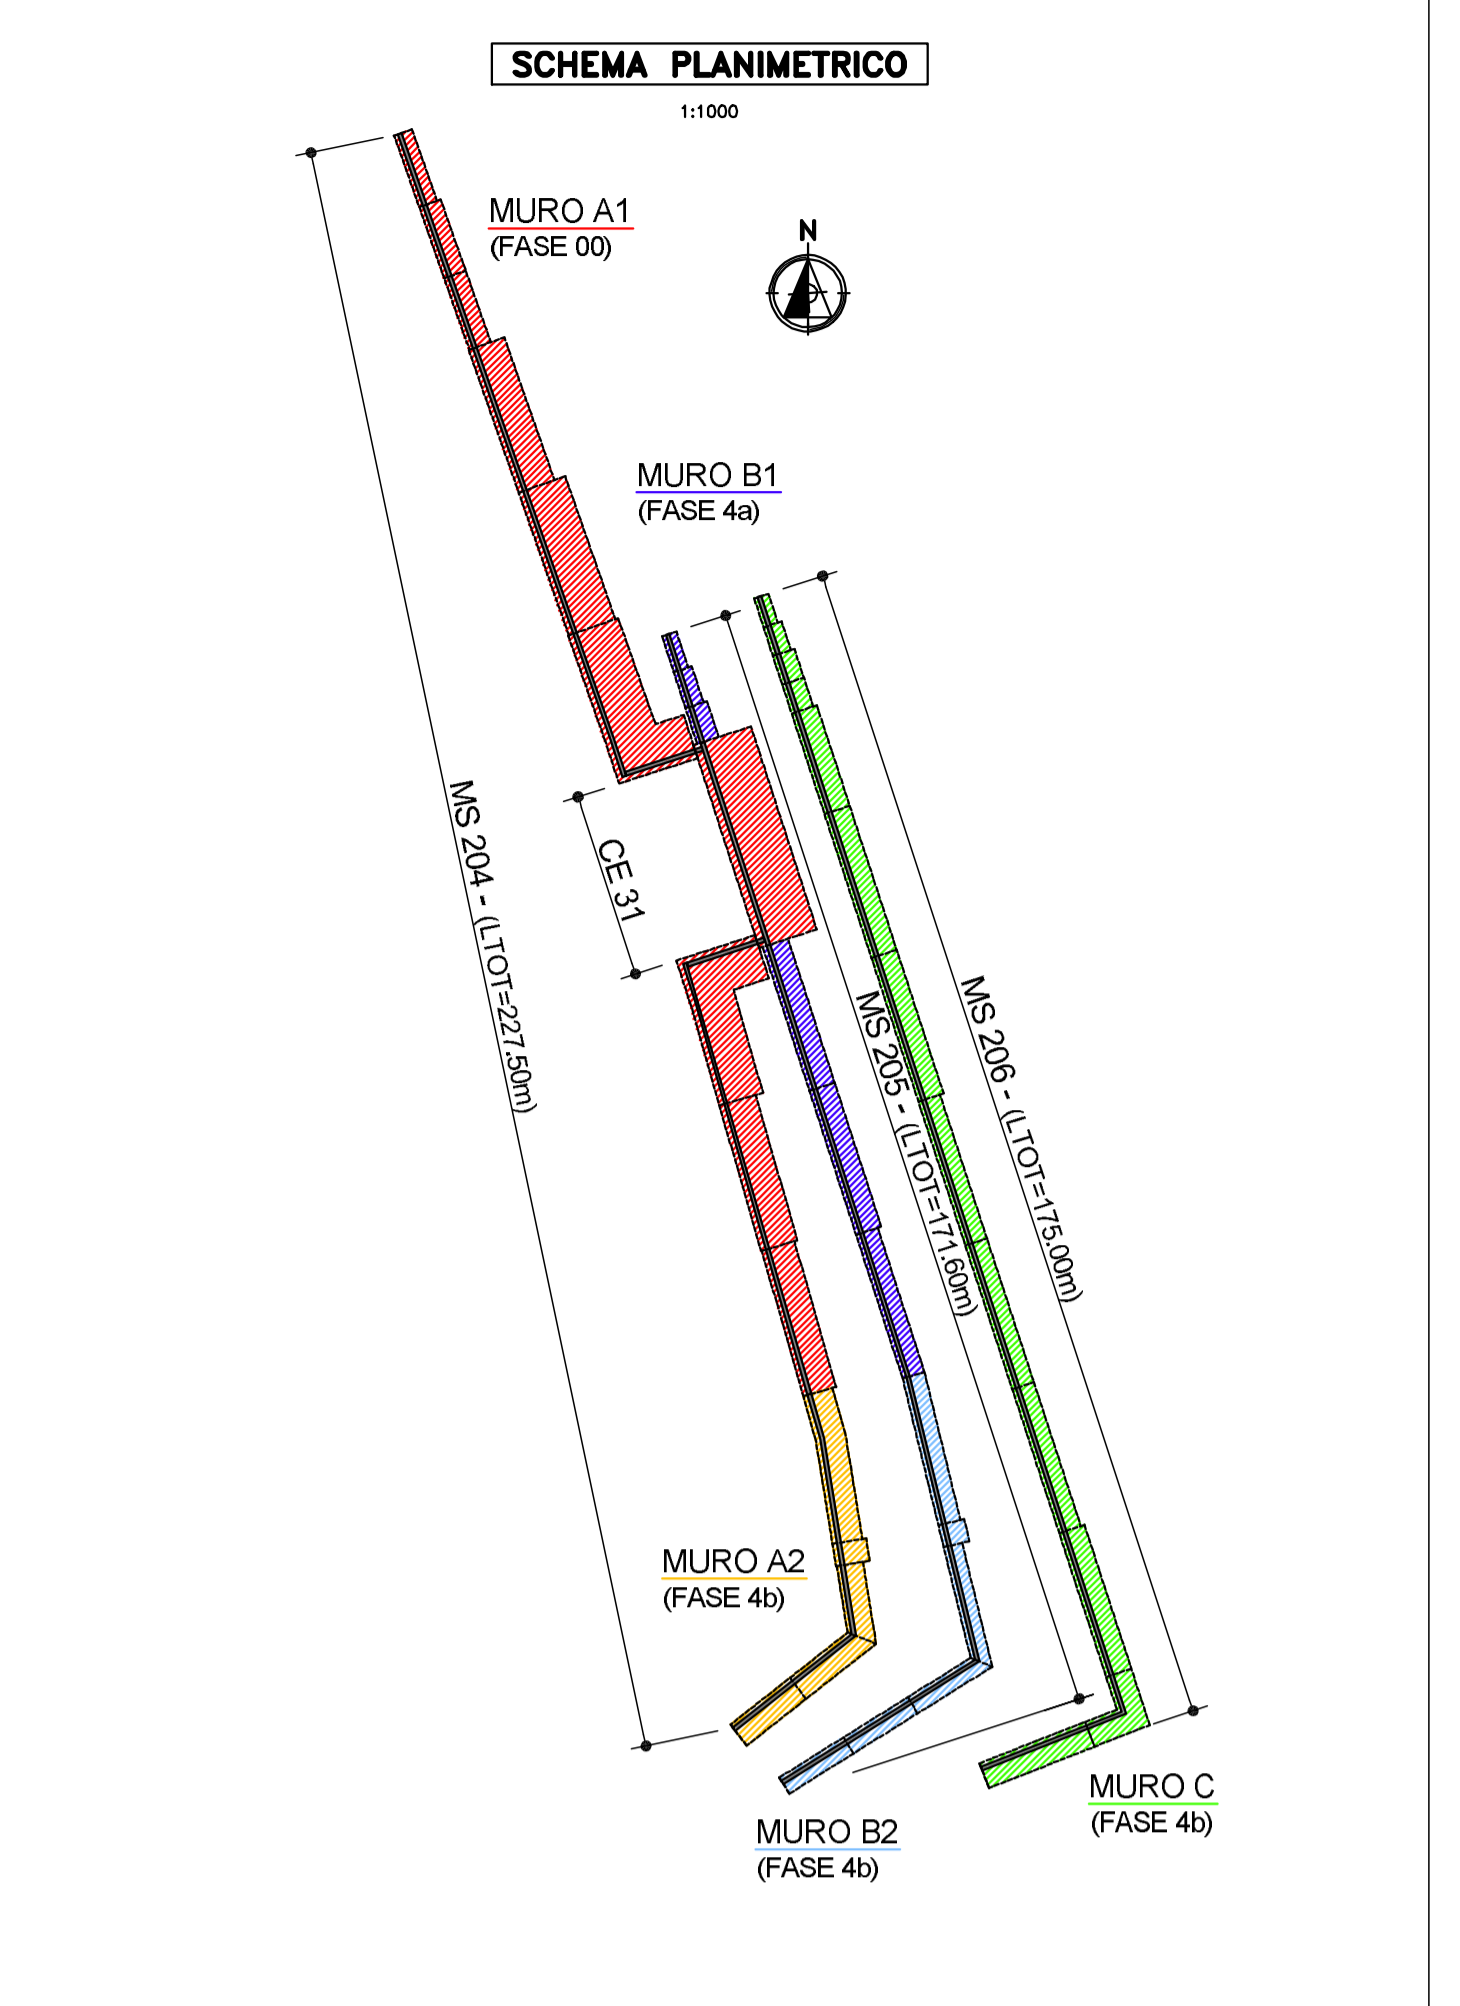 SCHEMA PLANIMETRICO
1:1000
MURO A1
(FASE 00)
N
MURO B1
(FASE 4a)
MS 204 - (LTOT=227.50m)
CE 31
MS 205 - (LTOT=171.60m)
MS 206 - (LTOT=175.00m)
MURO A2
(FASE 4b)
MURO C
(FASE 4b)
MURO B2
(FASE 4b)